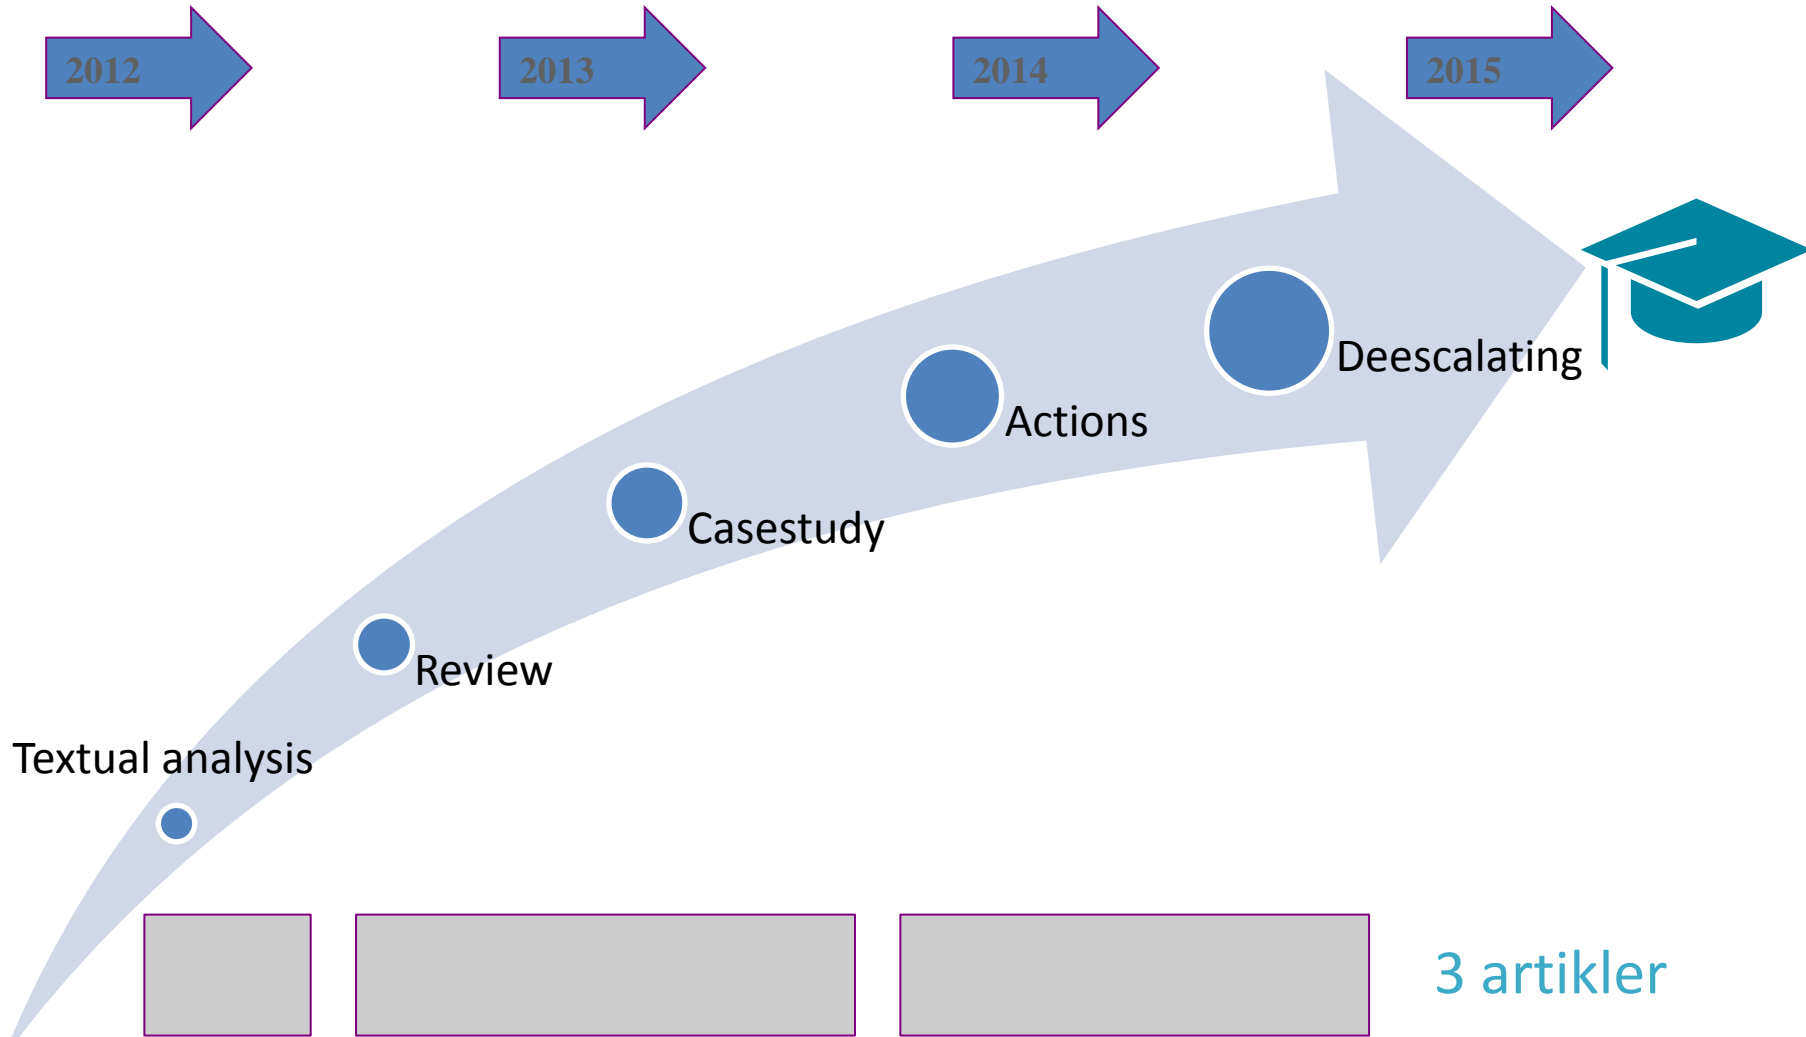 2012
2013
2014
2015
Deescalating
Actions
Casestudy
Review
Textual analysis
3 artikler